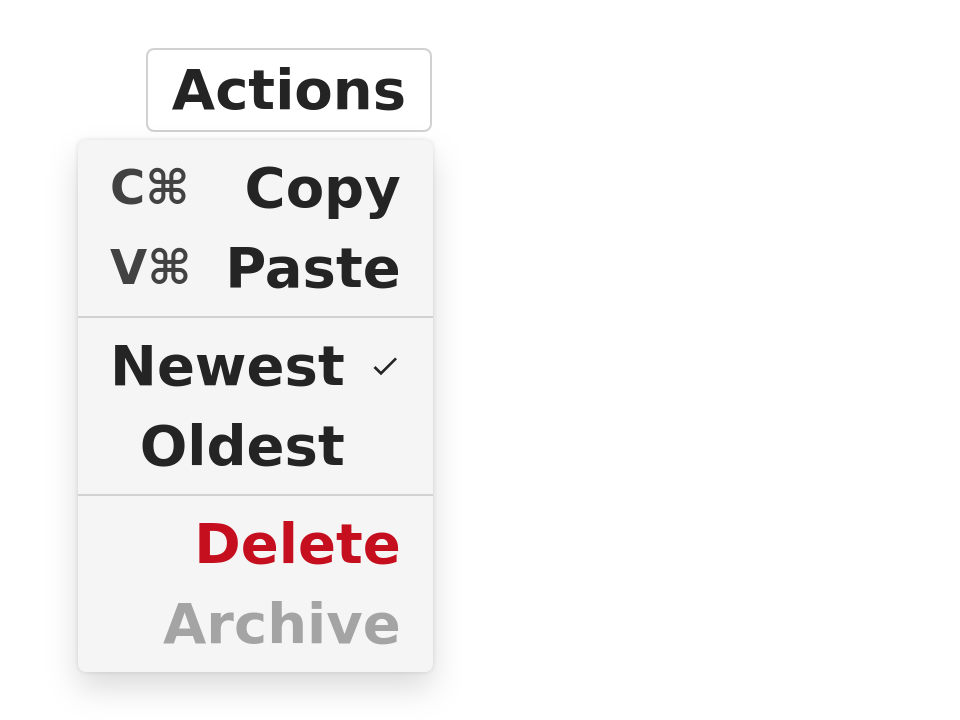 Actions
Copy C⌘
Paste V⌘
Newest ✓
Oldest
Delete
Archive